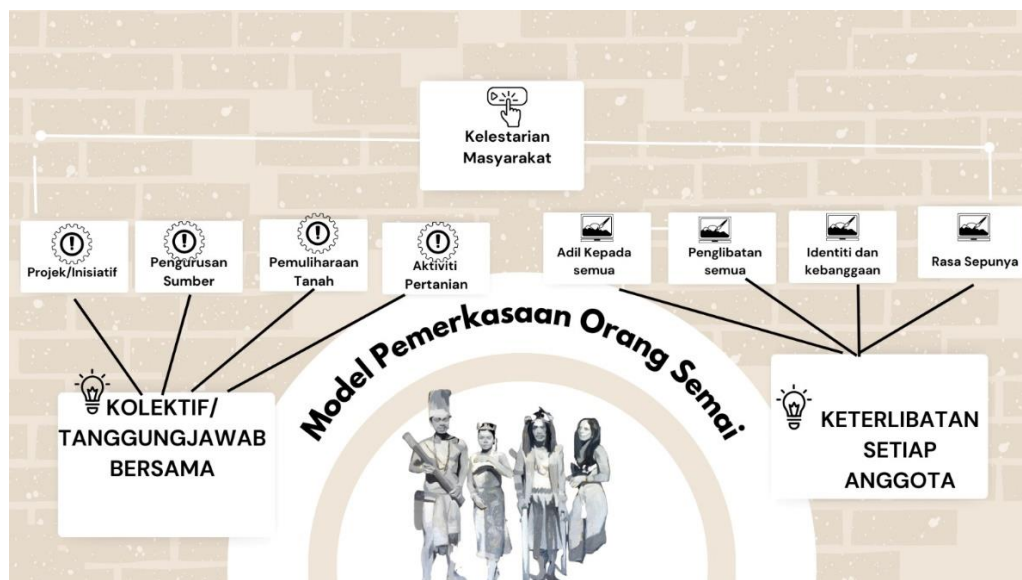 Kelestarian
Masyarakat
Projek/Inisiatif
Pengurusan
Sumber
Pemuliharaan
Tanah
Aktiviti
Pertanian
Adil Kepada
semua
Penglibatan
semua
Identiti dan
kebanggaan
Rasa Sepunya
Model Pemerkasaan Orang Semai
KOLEKTIF/
TANGGUNGJAWAB
BERSAMA
KETERLIBATAN
SETIAP
ANGGOTA